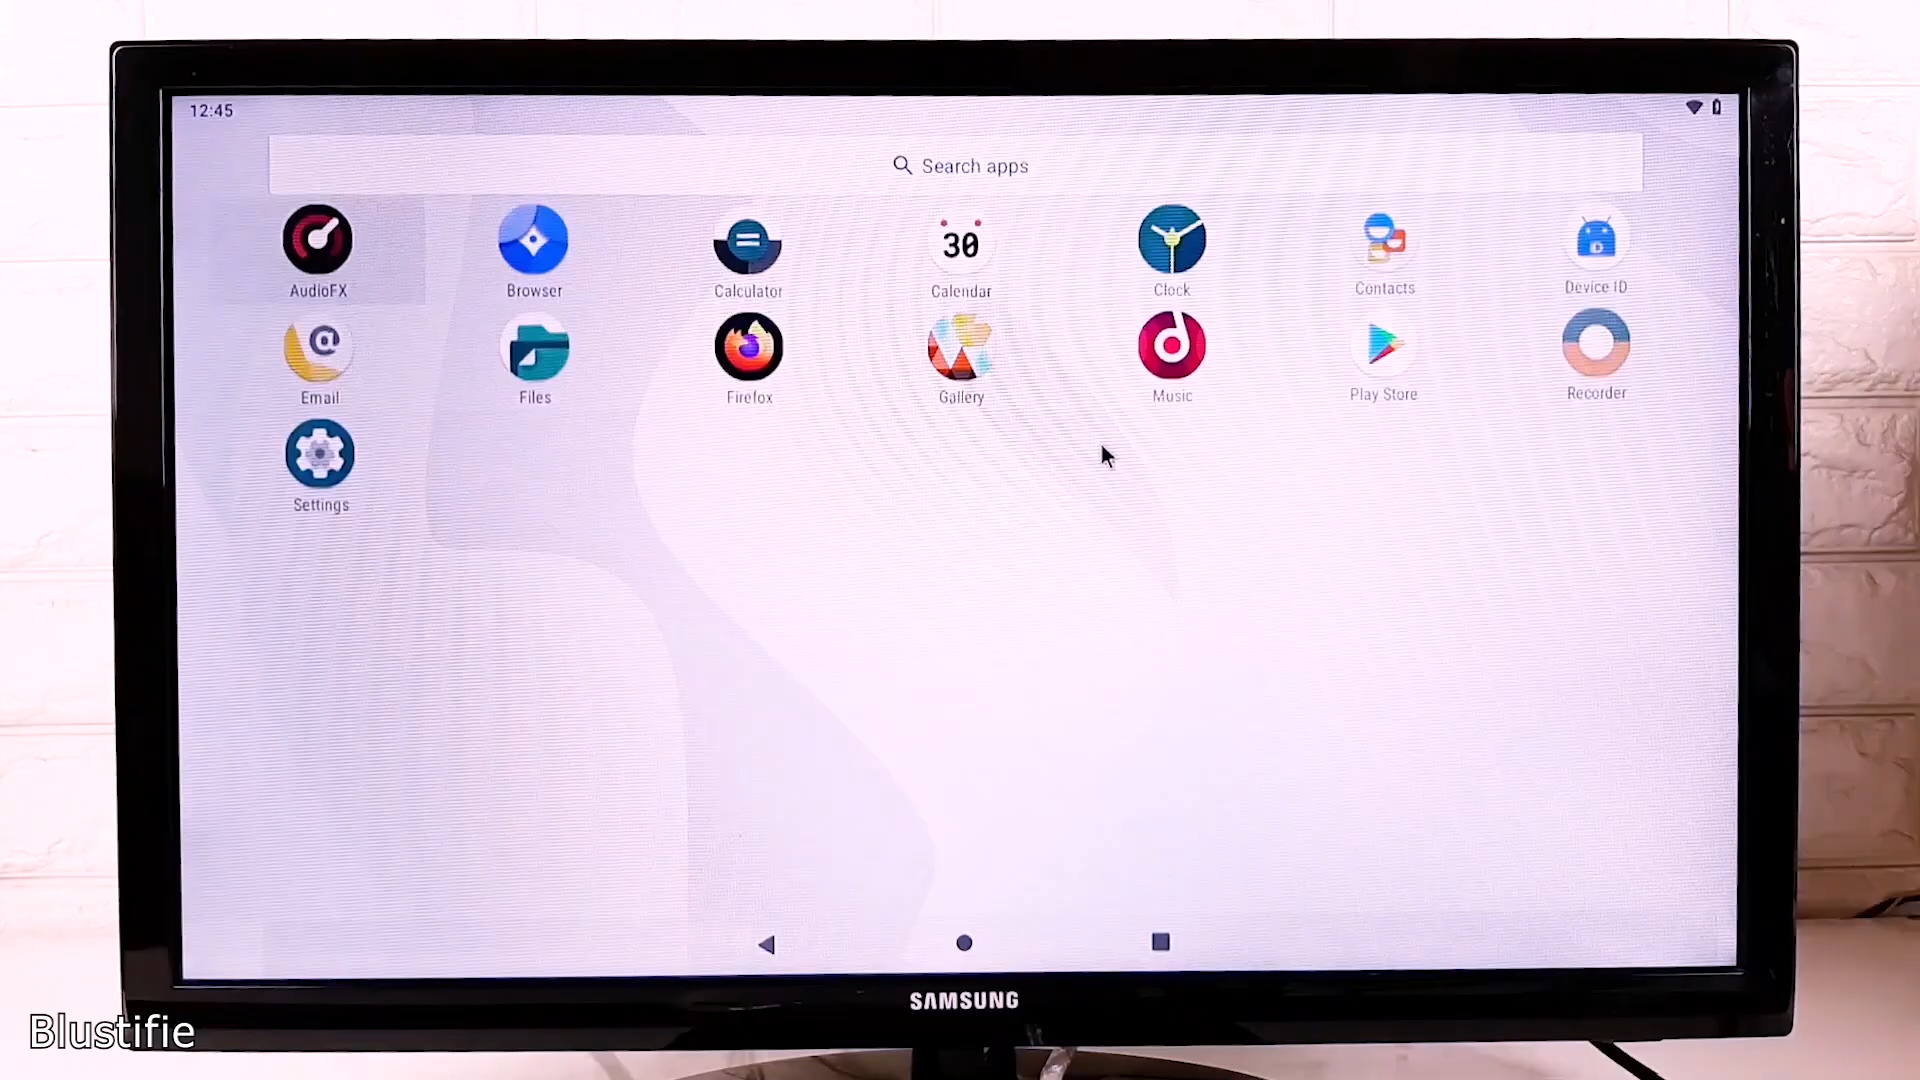 12:45
Search apps
AudioFX
Browser
Calculator
30
Calendar
Clock
Contacts
ID
Device ID
@
Email
Files
Firefox
Gallery
Music
Play Store
Recorder
Settings
SAMSUNG
Blustifie